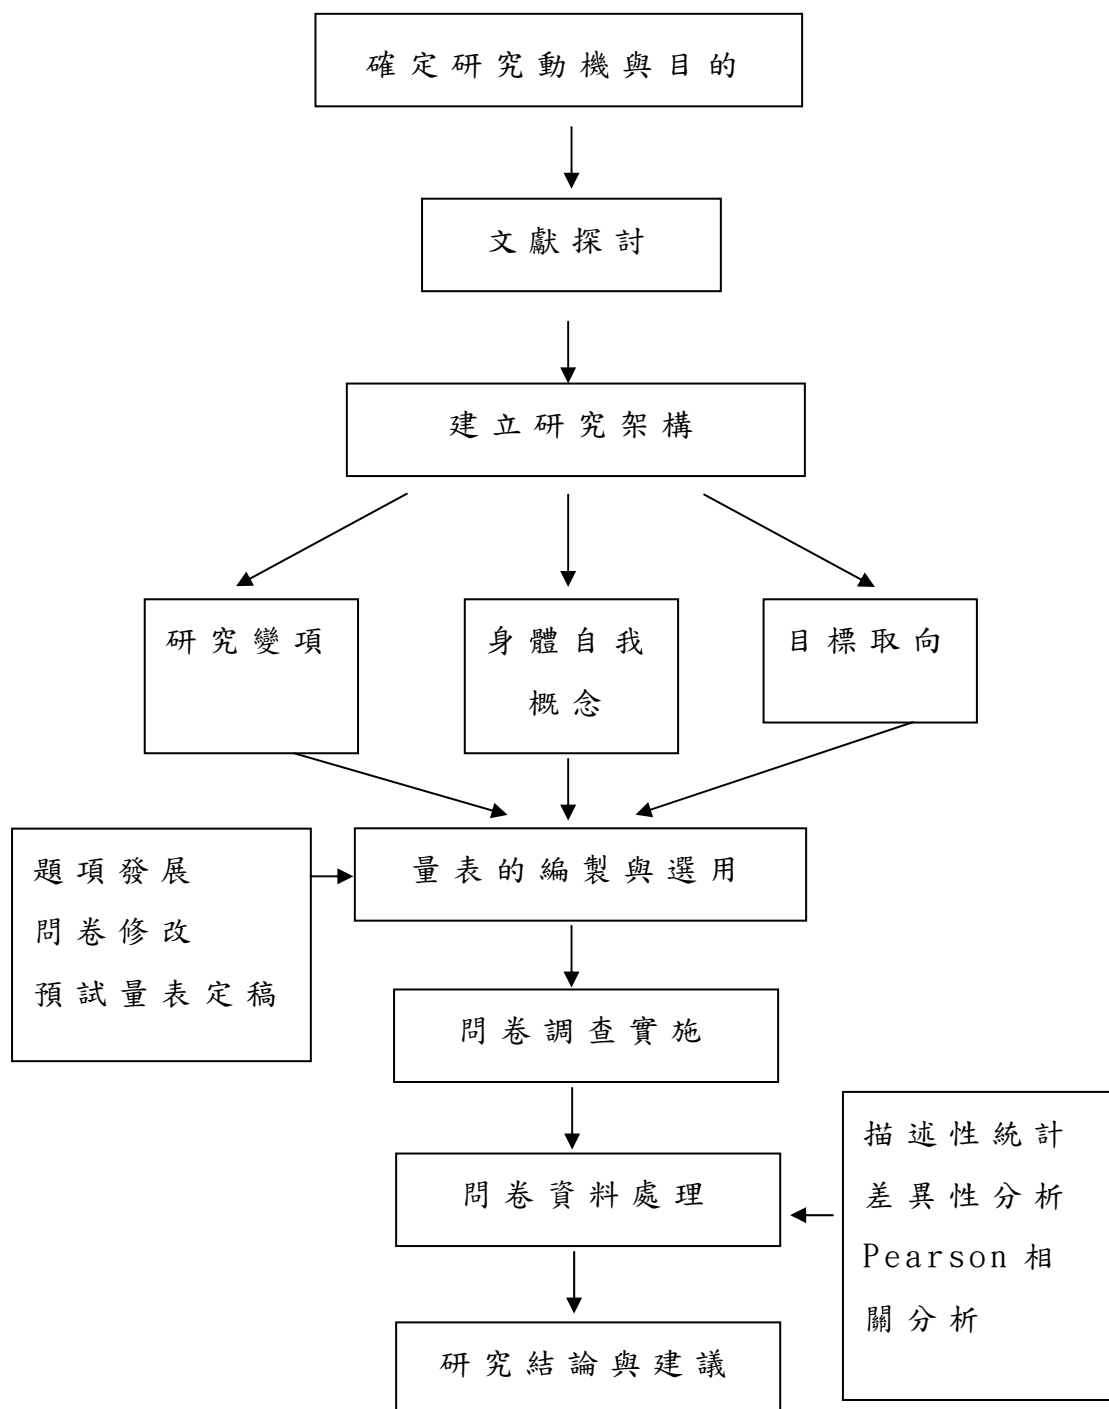 確定研究動機與目的
文獻探討
建立研究架構
研究變項
身體自我
概念
目標取向
題項發展
問卷修改
預試量表定稿
量表的編製與選用
問卷調查實施
問卷資料處理
描述性統計
差異性分析
Pearson 相
關分析
研究結論與建議